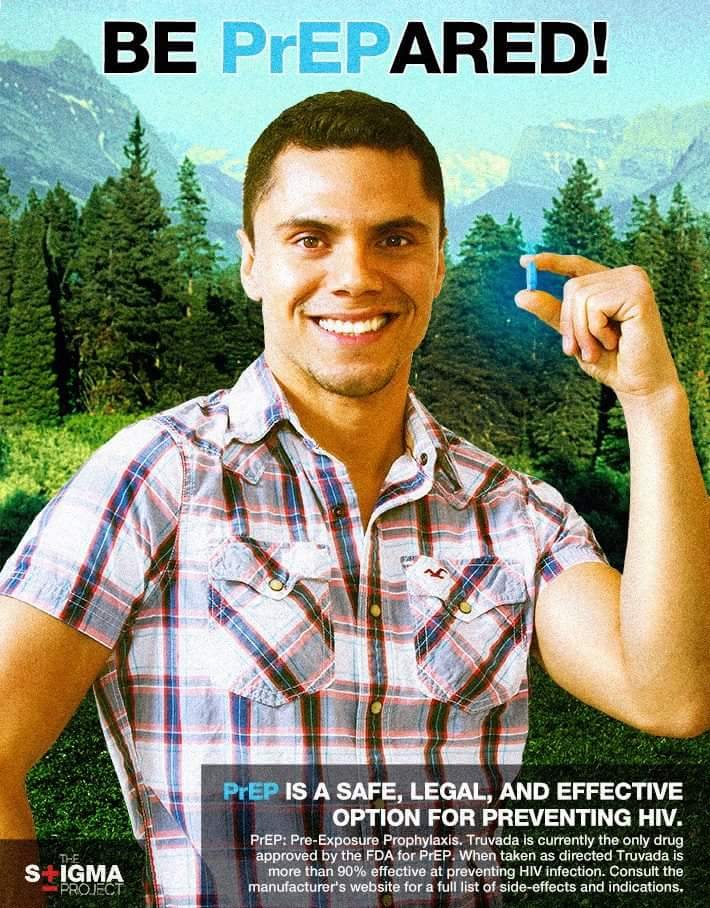 BE PrEPARED!
PrEP IS A SAFE, LEGAL, AND EFFECTIVE
OPTION FOR PREVENTING HIV.
PrEP: Pre-Exposure Prophylaxis. Truvada is currently the only drug
approved by the FDA for PrEP. When taken as directed Truvada is
more than 90% effective at preventing HIV infection. Consult the
manufacturer's website for a full list of side-effects and indications.
THE
ST±IGMA
PROJECT